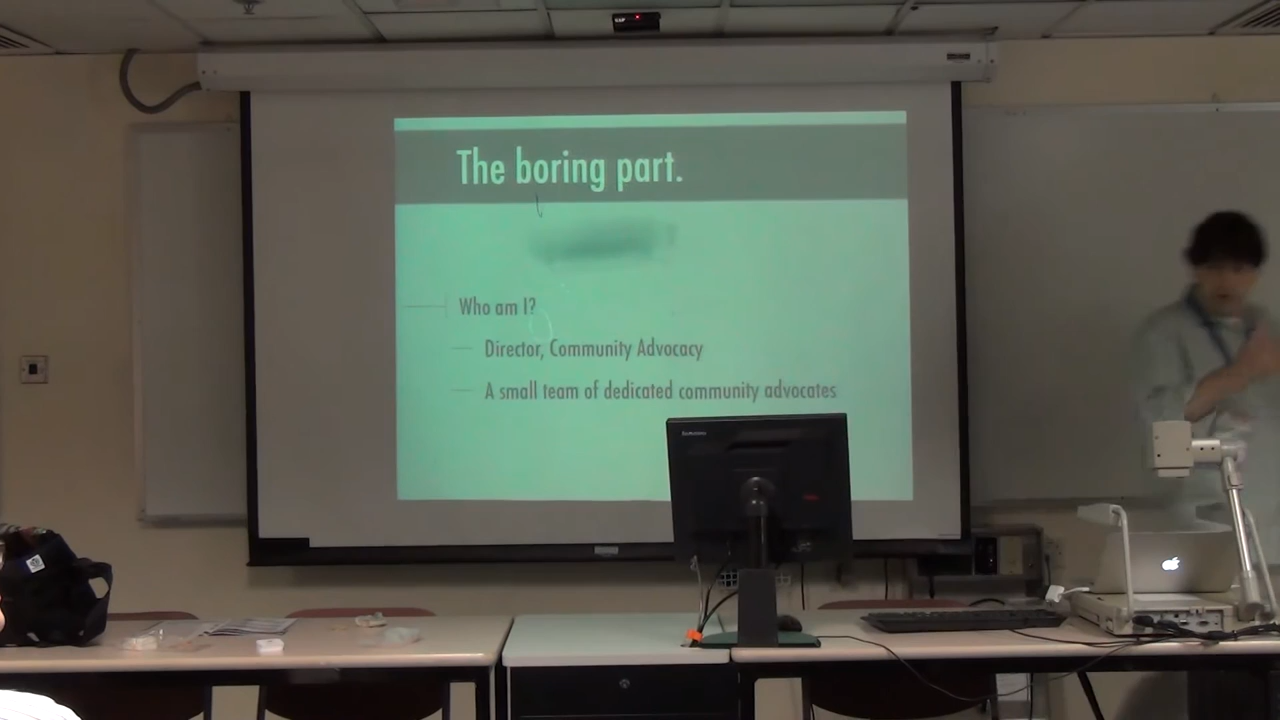 The boring part.
Who am I?
Director, Community Advocacy
A small team of dedicated community advocates